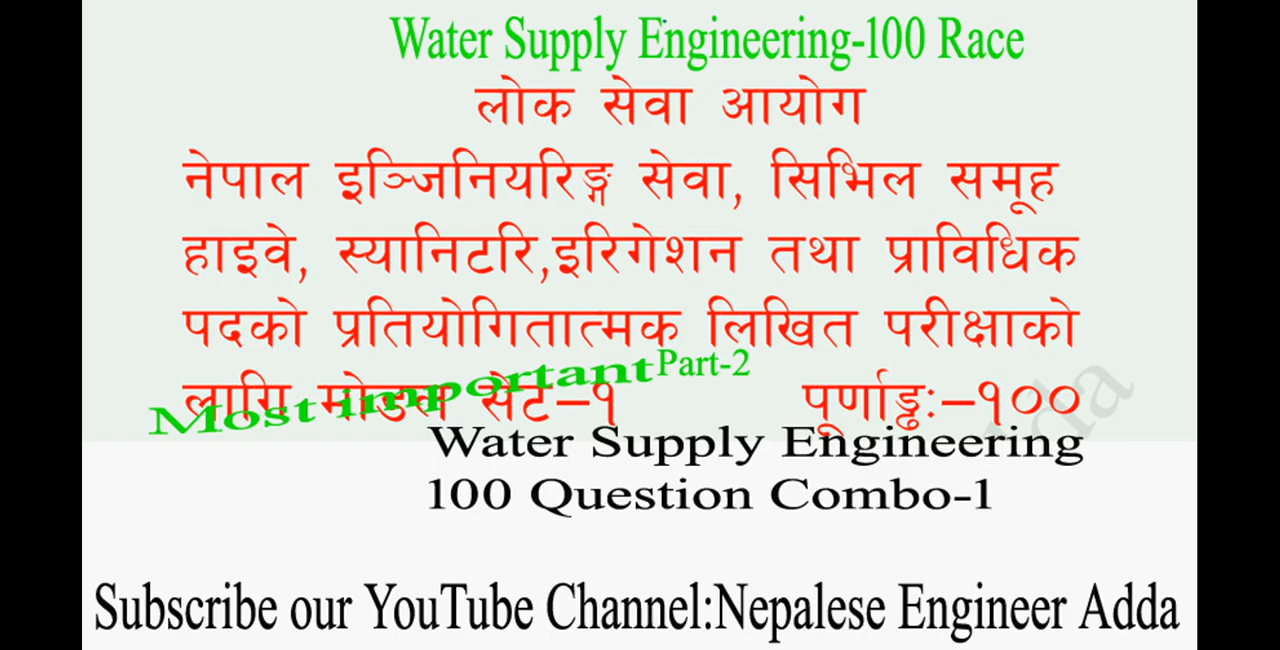 Water Supply Engineering-100 Race
लोक सेवा आयोग
नेपाल इञ्जिनियरिङ्ग सेवा, सिभिल समूह
हाइवे, स्यानिटरि,इरिगेशन तथा प्राविधिक
पदको प्रतियोगितात्मक लिखित परीक्षाको
Most important Part-2
लागि मोडल सेट–१ पूर्णाङ्कः–१००
Water Supply Engineering
100 Question Combo-1
Subscribe our YouTube Channel:Nepalese Engineer Adda